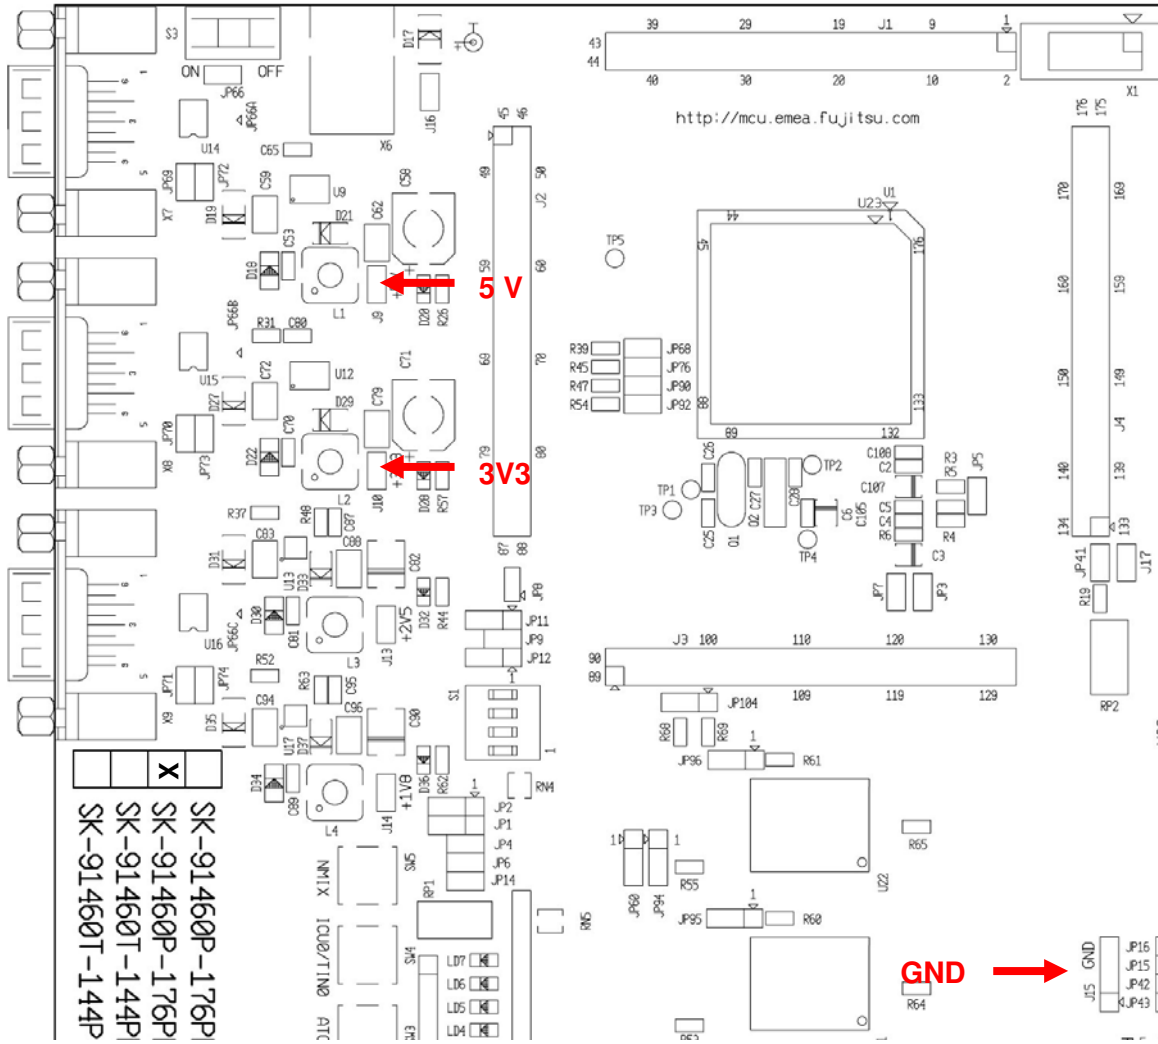 39 29 19 J1 9 1
S3
D17
43
44
ON OFF
40 30 20 10 2
JP66
X1
JP66A
J16
http://mcu.emea.fujitsu.com
45 46
176 175
U14
X6
C65
JP69 JP72
C59
U9
C58
49 50
J2
170 169
X7
D19
D21
C62
U1
U23
44
45
176
C53
TP5
D18
59 60
5 V
L1
J9
D20
R26
160 159
JP66B
R31 C80
C71
R39 JP68
R45 JP76
R47 JP90
R54 JP92
69 70
U15
C72
U12
150 149
D27
D29
C79
88
133
J4
89 132
JP70
JP73
C70
X8
D22
79 80
C26
C108
C2
R3
R5
JP5
TP2
3V3
140 139
L2
J10
D28
R57
TP1
C27
C28
C107
TP3
R37
R48
C87
C6
C105
C5
C4
R6
R4
134 133
C83
C88
C82
87 88
C25
Q1
Q2
TP4
C3
D31
U13
D33
JP41
J17
JP8
JP7
JP3
R19
D30
C81
D32
R44
JP11
JP9
JP12
U16
JP66C
+2V5
L3
J13
J3 100 110 120 130
90
89
R52
R63
C95
S1
1
109 119 129
JP71
JP74
C94
C96
C90
JP104
RP2
X9
D35
U17
D37
R68
R69
1
JP96
1
R61
D34
C89
D36
R62
RN4
+1V8
L4
J14
1
JP2
JP1
JP4
JP6
JP14
X
1 1
R65
NMIX
SW5
RP1
R55
U22
JP60
JP94
1
JP95
R60
RN5
ICU0/TIN0
SW4
LD7
LD6
LD5
LD4
GND
GND
J15
JP16
JP15
JP42
JP43
R64
SW3
SK-91460T-144P
SK-91460T-144P
SK-91460P-176P
SK-91460P-176P